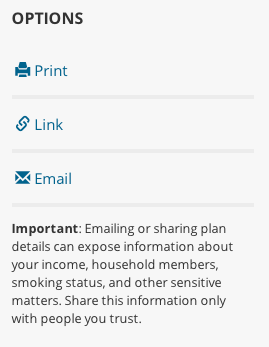 OPTIONS
Print
Link
Email
Important: Emailing or sharing plan
details can expose information about
your income, household members,
smoking status, and other sensitive
matters. Share this information only
with people you trust.